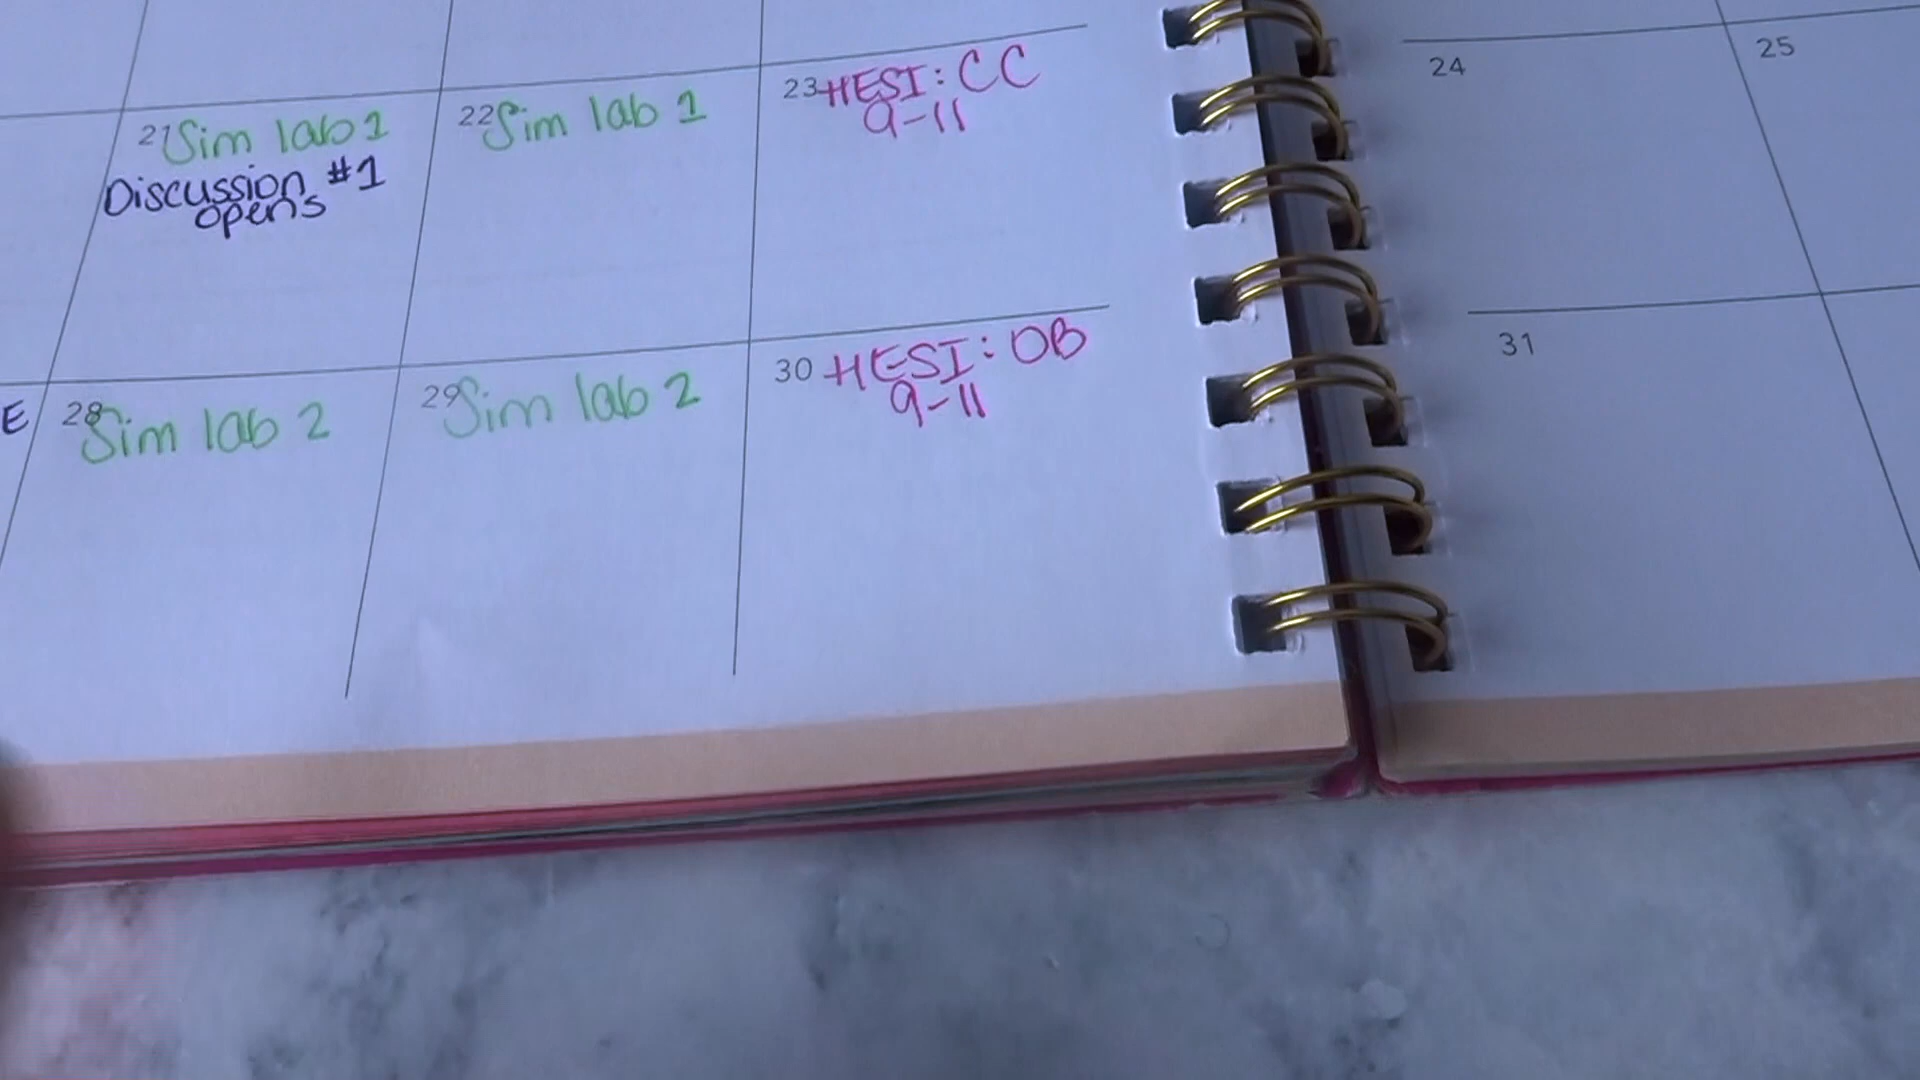 21 Sim lab 1
Discussion #1
opens
22 Sim lab 1
23 HESI: CC
9-11
24
25
E
28 Sim lab 2
29 Sim lab 2
30 HESI: OB
9-11
31